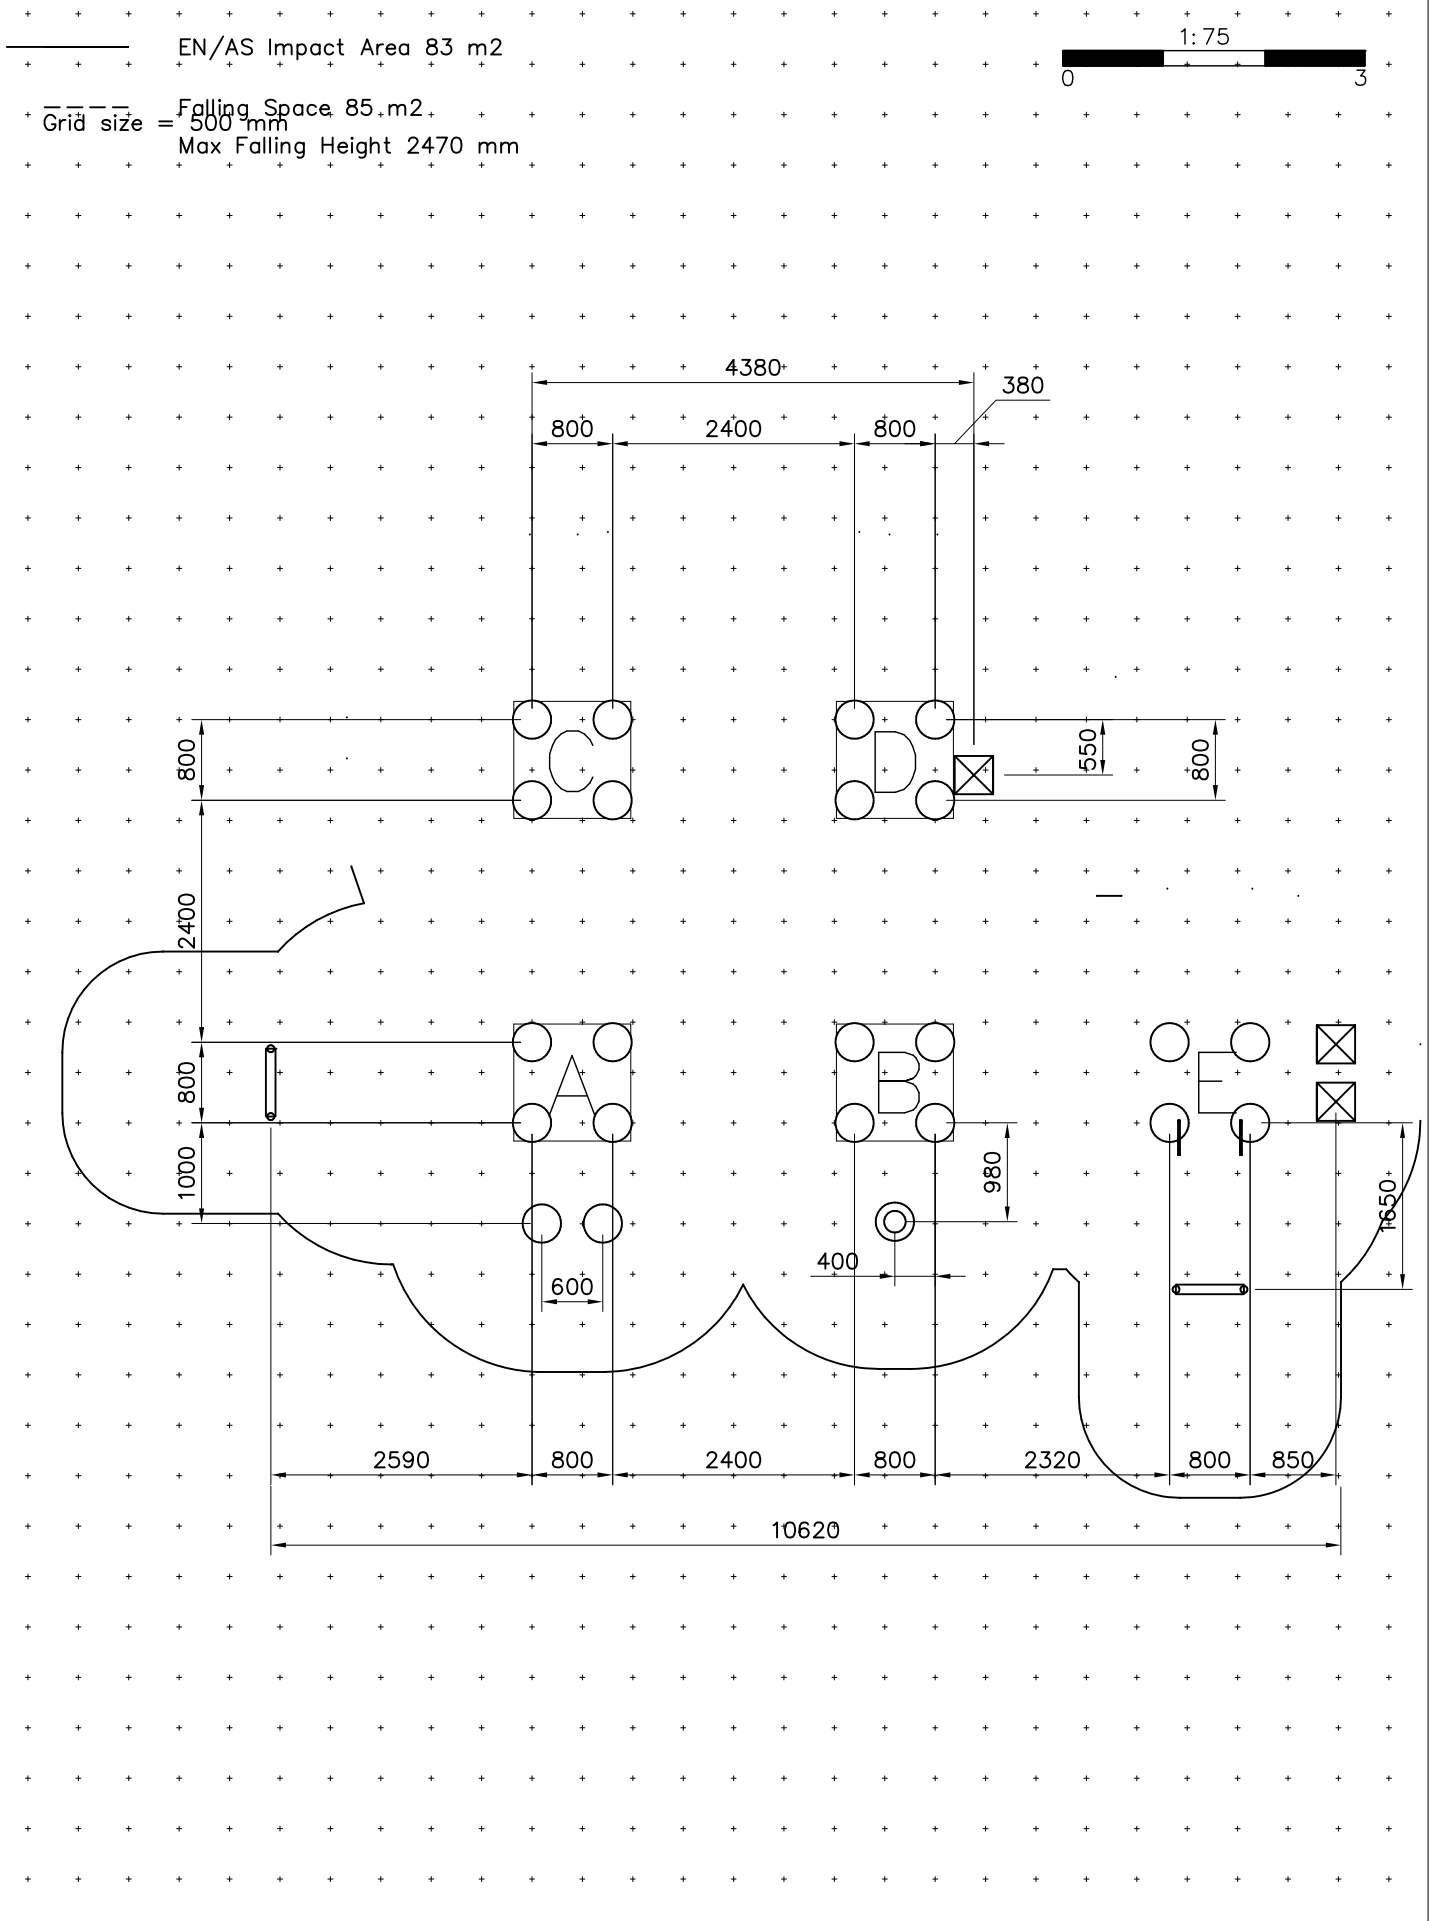 EN/AS Impact Area 83 m2
1:75
0 3
Falling Space 85 m2
Grid size = 500 mm
Max Falling Height 2470 mm
4380
380
800 2400 800
C D
800
550
800
2400
A B E
800
1000
980
1650
400
600
2590 800 2400 800 2320 800 850
10620